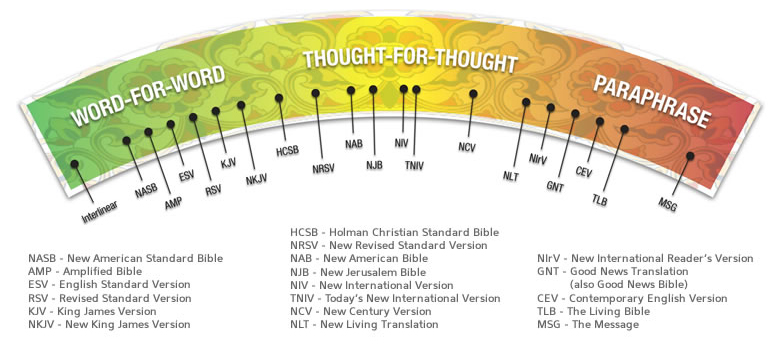 WORD-FOR-WORD
THOUGHT-FOR-THOUGHT
PARAPHRASE
Interlinear
NASB
AMP
ESV
RSV
KJV
NKJV
HCSB
NRSV
NAB
NJB
NIV
TNIV
NCV
NLT
NIrV
GNT
CEV
TLB
MSG
NASB - New American Standard Bible
AMP - Amplified Bible
ESV - English Standard Version
RSV - Revised Standard Version
KJV - King James Version
NKJV - New King James Version
HCSB - Holman Christian Standard Bible
NRSV - New Revised Standard Version
NAB - New American Bible
NJB - New Jerusalem Bible
NIV - New International Version
TNIV - Today's New International Version
NCV - New Century Version
NLT - New Living Translation
NIrV - New International Reader's Version
GNT - Good News Translation
(also Good News Bible)
CEV - Contemporary English Version
TLB - The Living Bible
MSG - The Message